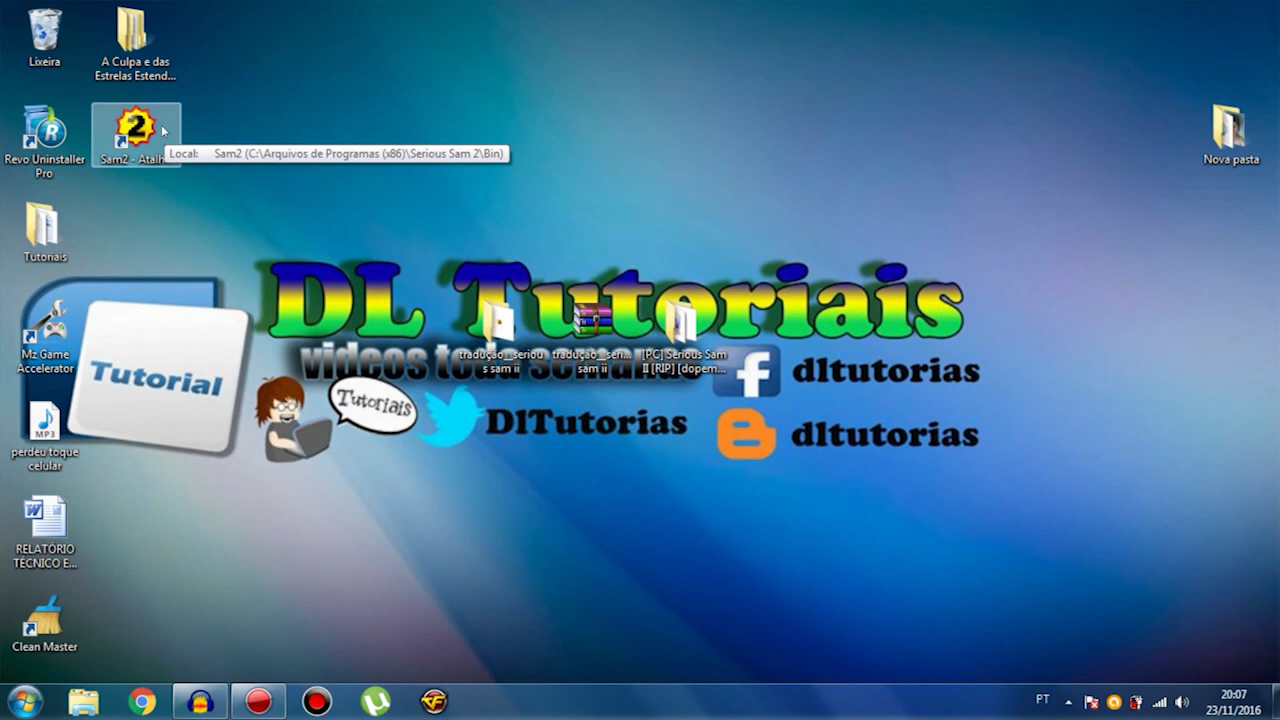 Lixeira
A Culpa e das
Estrelas Estend...
Revo Uninstaller
Pro
2
Sam2 - Atalh
Local: Sam2 (C:\Arquivos de Programas (x86)\Serious Sam 2\Bin)
Nova pasta
Tutoriais
Mz Game
Accelerator
MP3
perdeu toque
celular
RELATÓRIO
TÉCNICO E...
Clean Master
DL Tutoriais
videos toda semanas
tradução_seriou
s sam ii
tradução_seri...
sam ii
[PC] Serious Sam
II [RIP] [dopem...
Tutorial
Tutoriais
dltutorias
DlTutorias
dltutorias
PT
20:07
23/11/2016